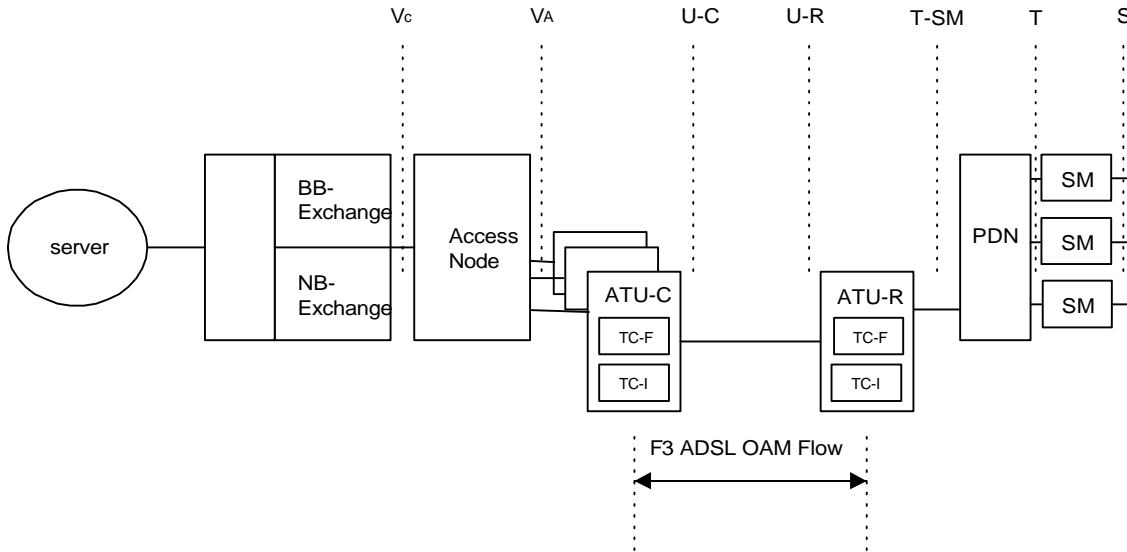 Vc VA U-C U-R T-SM T S
BB-
Exchange
NB-
Exchange
server
Access
Node
ATU-C
TC-F
TC-I
ATU-R
TC-F
TC-I
PDN
SM
SM
SM
F3 ADSL OAM Flow